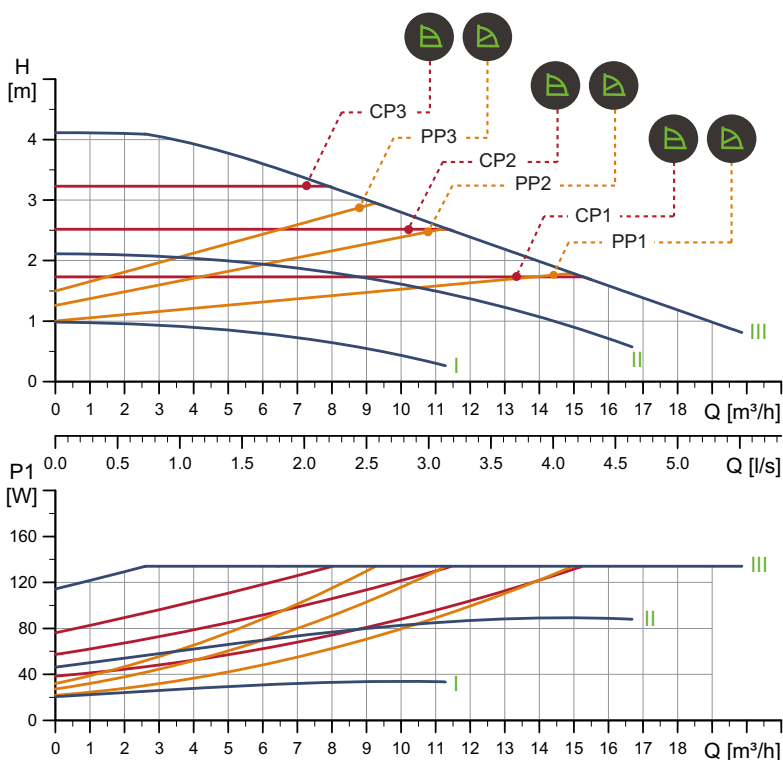 H
[m]
CP3
PP3
CP2
PP2
CP1
PP1
4
3
2
1
0
III
II
I
0 1 2 3 4 5 6 7 8 9 10 11 12 13 14 15 16 17 18 Q [m³/h]
0.0 0.5 1.0 1.5 2.0 2.5 3.0 3.5 4.0 4.5 5.0 Q [l/s]
P1
[W]
160
120
80
40
0
III
II
I
0 1 2 3 4 5 6 7 8 9 10 11 12 13 14 15 16 17 18 Q [m³/h]